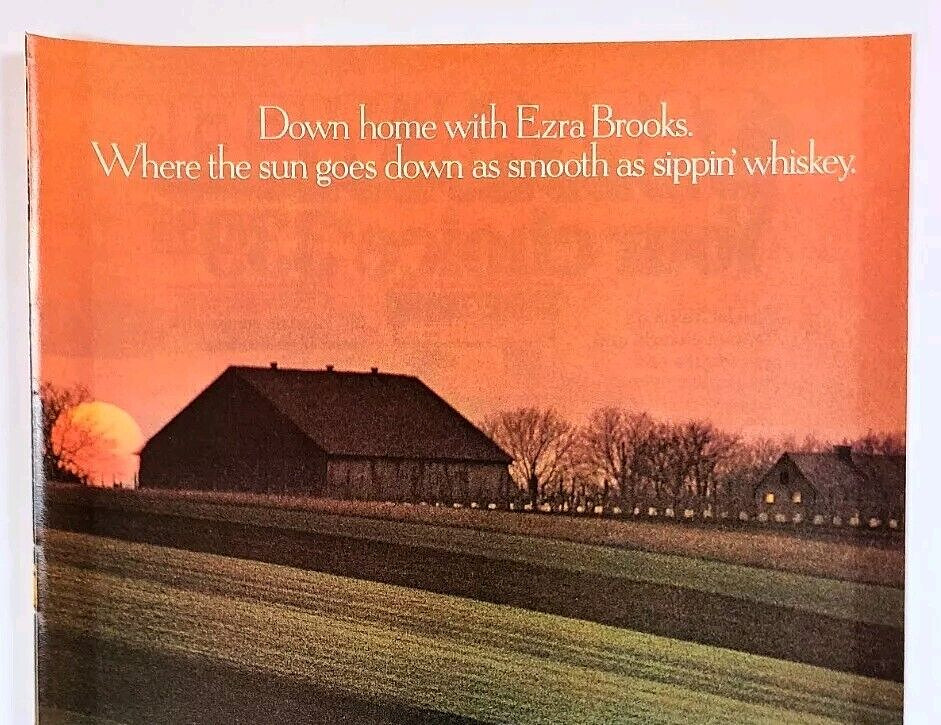 Down home with Ezra Brooks.
Where the sun goes down as smooth as sippin' whiskey.